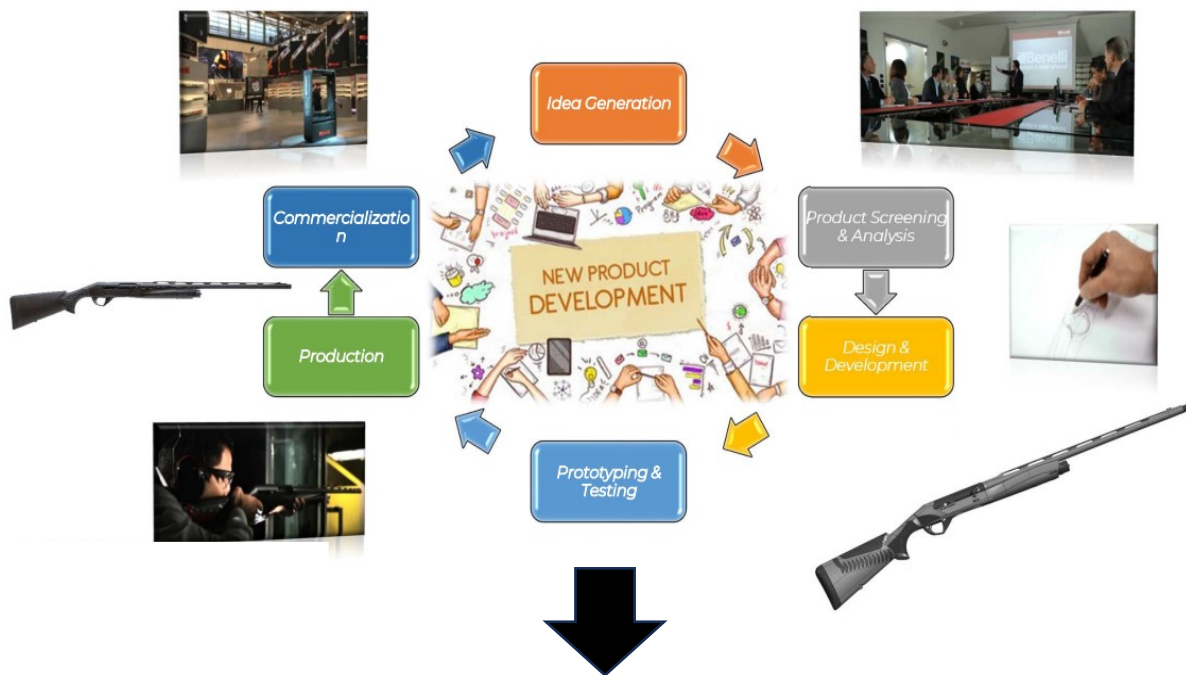 Idea Generation
Benelli
Commercializatio
n
Product Screening
& Analysis
NEW PRODUCT
DEVELOPMENT
Production
Design &
Development
Prototyping &
Testing